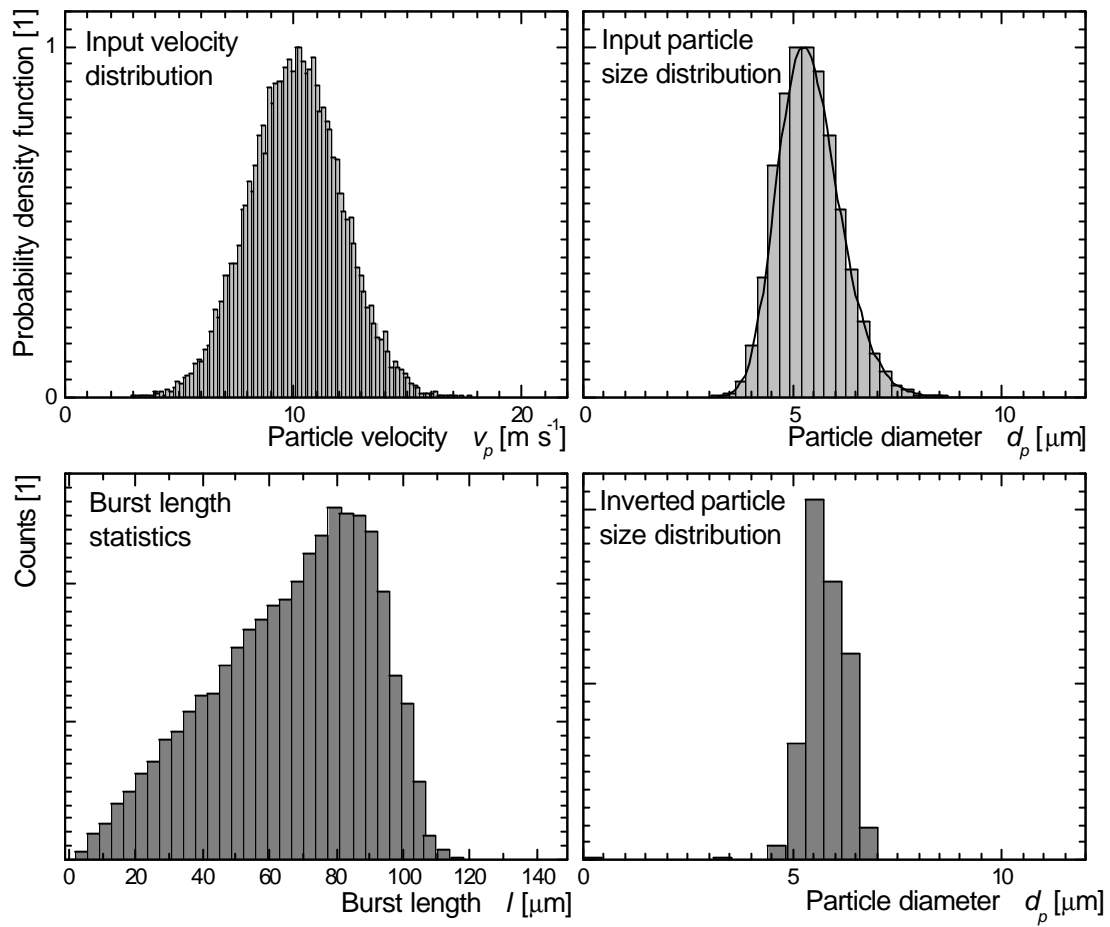 Probability density function [1]
1
0
Input velocity
distribution
0 10 20
Particle velocity v_p [m s⁻¹]
Input particle
size distribution
0 5 10
Particle diameter d_p [μm]
Counts [1]
Burst length
statistics
0 20 40 60 80 100 120 140
Burst length l [μm]
Inverted particle
size distribution
0 5 10
Particle diameter d_p [μm]